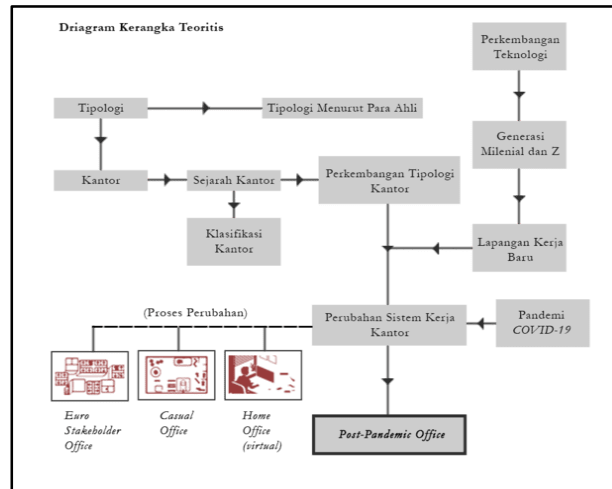 Driagram Kerangka Teoritis
Perkembangan
Teknologi
Tipologi
Tipologi Menurut Para Ahli
Generasi
Milenial dan Z
Kantor
Sejarah Kantor
Perkembangan Tipologi
Kantor
Klasifikasi
Kantor
Lapangan Kerja
Baru
(Proses Perubahan)
Perubahan Sistem Kerja
Kantor
Pandemi
COVID-19
Euro
Stakeholder
Office
Casual
Office
Home
Office
(virtual)
Post-Pandemic Office